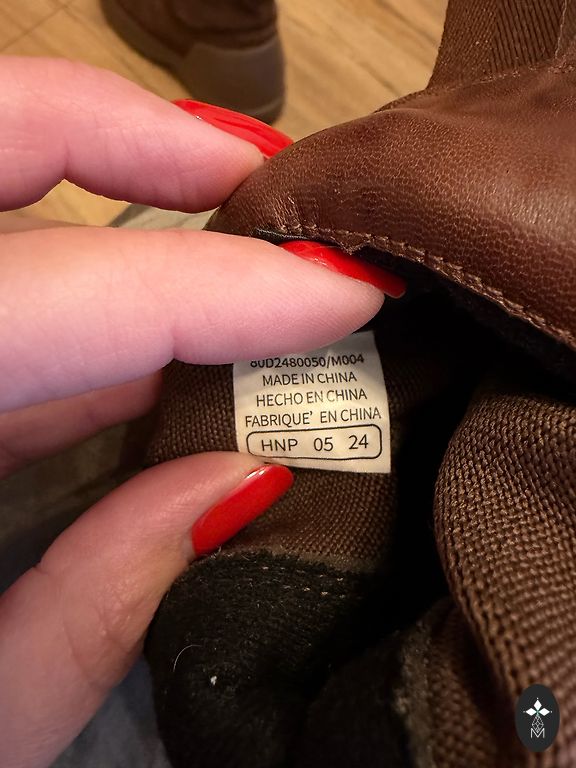 80D2480050/M004
MADE IN CHINA
HECHO EN CHINA
FABRIQUE' EN CHINA
HNP 05 24